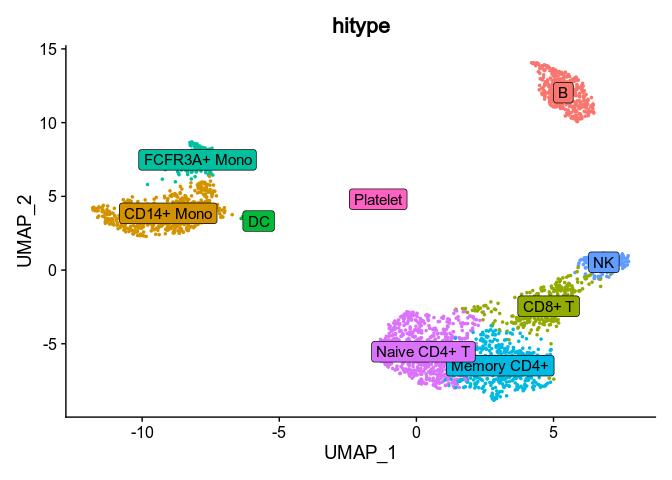 hitype
15
10
5
0
-5
UMAP_2
B
FCFR3A+ Mono
CD14+ Mono
DC
Platelet
NK
CD8+ T
Naive CD4+ T
Memory CD4+
-10
-5
0
5
UMAP_1